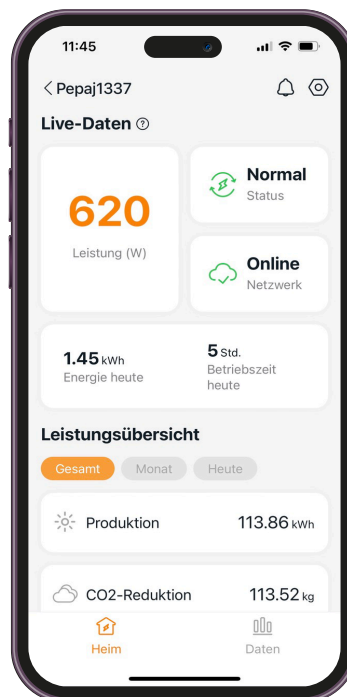 11:45
Pepaj1337
Live-Daten ?
620
Leistung (W)
Normal
Status
Online
Netzwerk
1.45 kWh
Energie heute
5 Std.
Betriebszeit
heute
Leistungsübersicht
Gesamt Monat Heute
Produktion 113.86 kWh
CO2-Reduktion 113.52 kg
Heim Daten